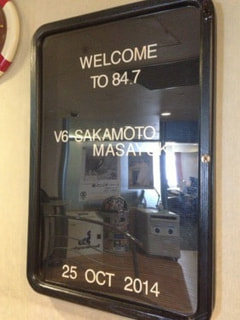 WELCOME
TO 84.7
V6-SAKAMOTO
MASAYUKI
25 OCT 2014